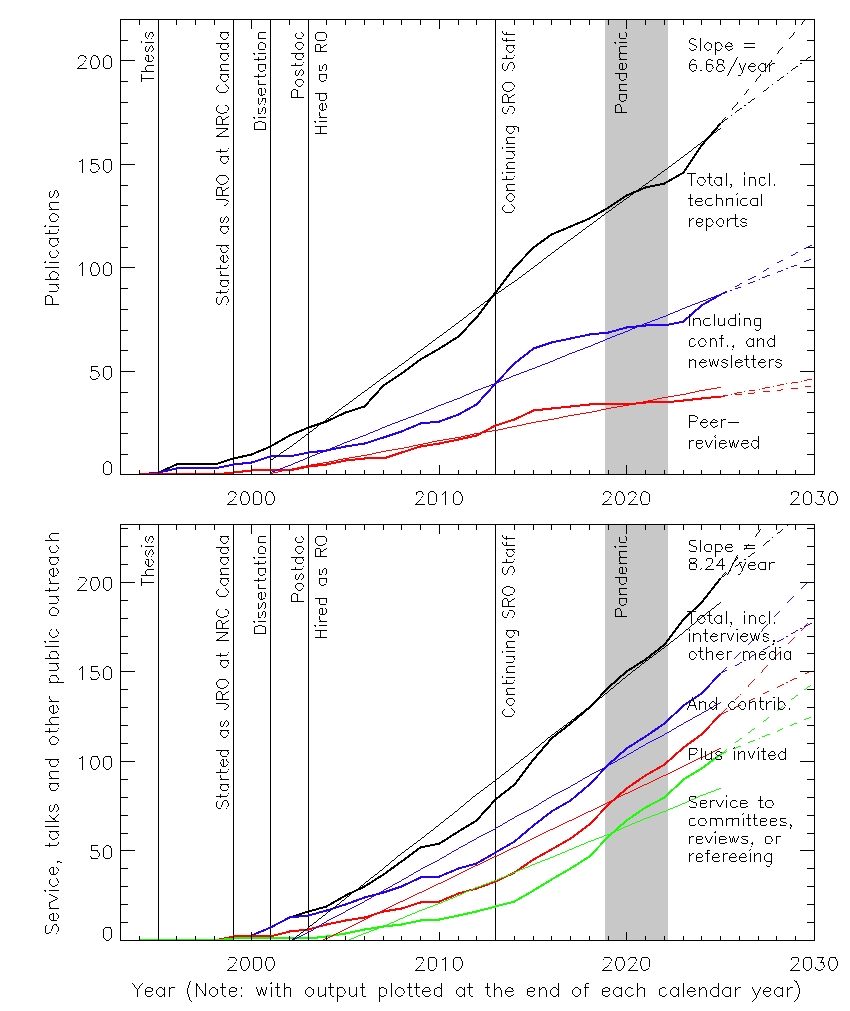 Publications
200
150
100
50
0
Thesis
Started as JRO at NRC Canada
Dissertation
Postdoc
Hired as RO
Continuing SRO Staff
Pandemic
Slope =
6.68/year
Total, incl.
technical
reports
Including
conf., and
newsletters
Peer-
reviewed
2000 2010 2020 2030
Service, talks and other public outreach
200
150
100
50
0
Thesis
Started as JRO at NRC Canada
Dissertation
Postdoc
Hired as RO
Continuing SRO Staff
Pandemic
Slope =
8.24/year
Total, incl.
interviews,
other media
And contrib.
Plus invited
Service to
committees,
reviews, or
refereeing
2000 2010 2020 2030
Year (Note: with output plotted at the end of each calendar year)